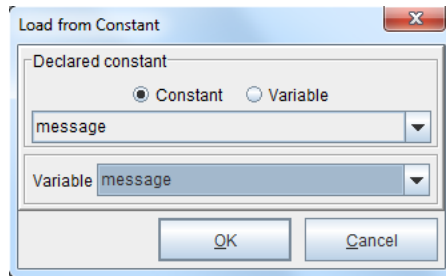 Load from Constant
Declared constant
Constant Variable
message
Variable message
OK Cancel